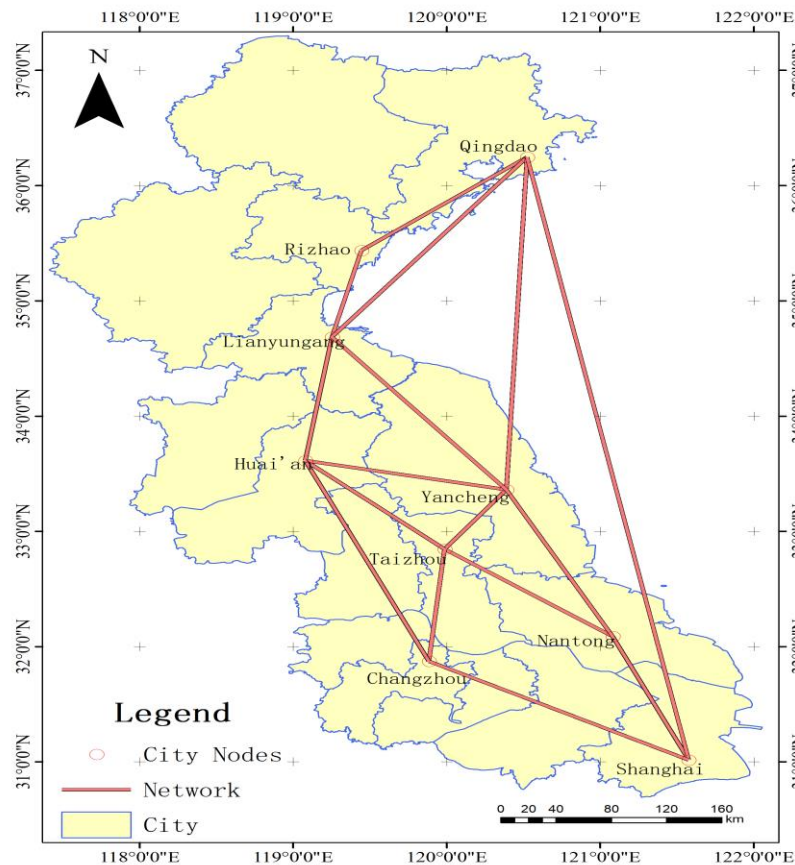 118°0'0"E 119°0'0"E 120°0'0"E 121°0'0"E 122°0'0"E
N
37°0'0"N
Qingdao
36°0'0"N
Rizhao
35°0'0"N
Lianyungang
34°0'0"N
Huai'an
Yancheng
33°0'0"N
Taizhou
Nantong
32°0'0"N
Changzhou
Legend
City Nodes
31°0'0"N
Shanghai
Network
City
0 20 40 80 120 160
km
118°0'0"E 119°0'0"E 120°0'0"E 121°0'0"E 122°0'0"E